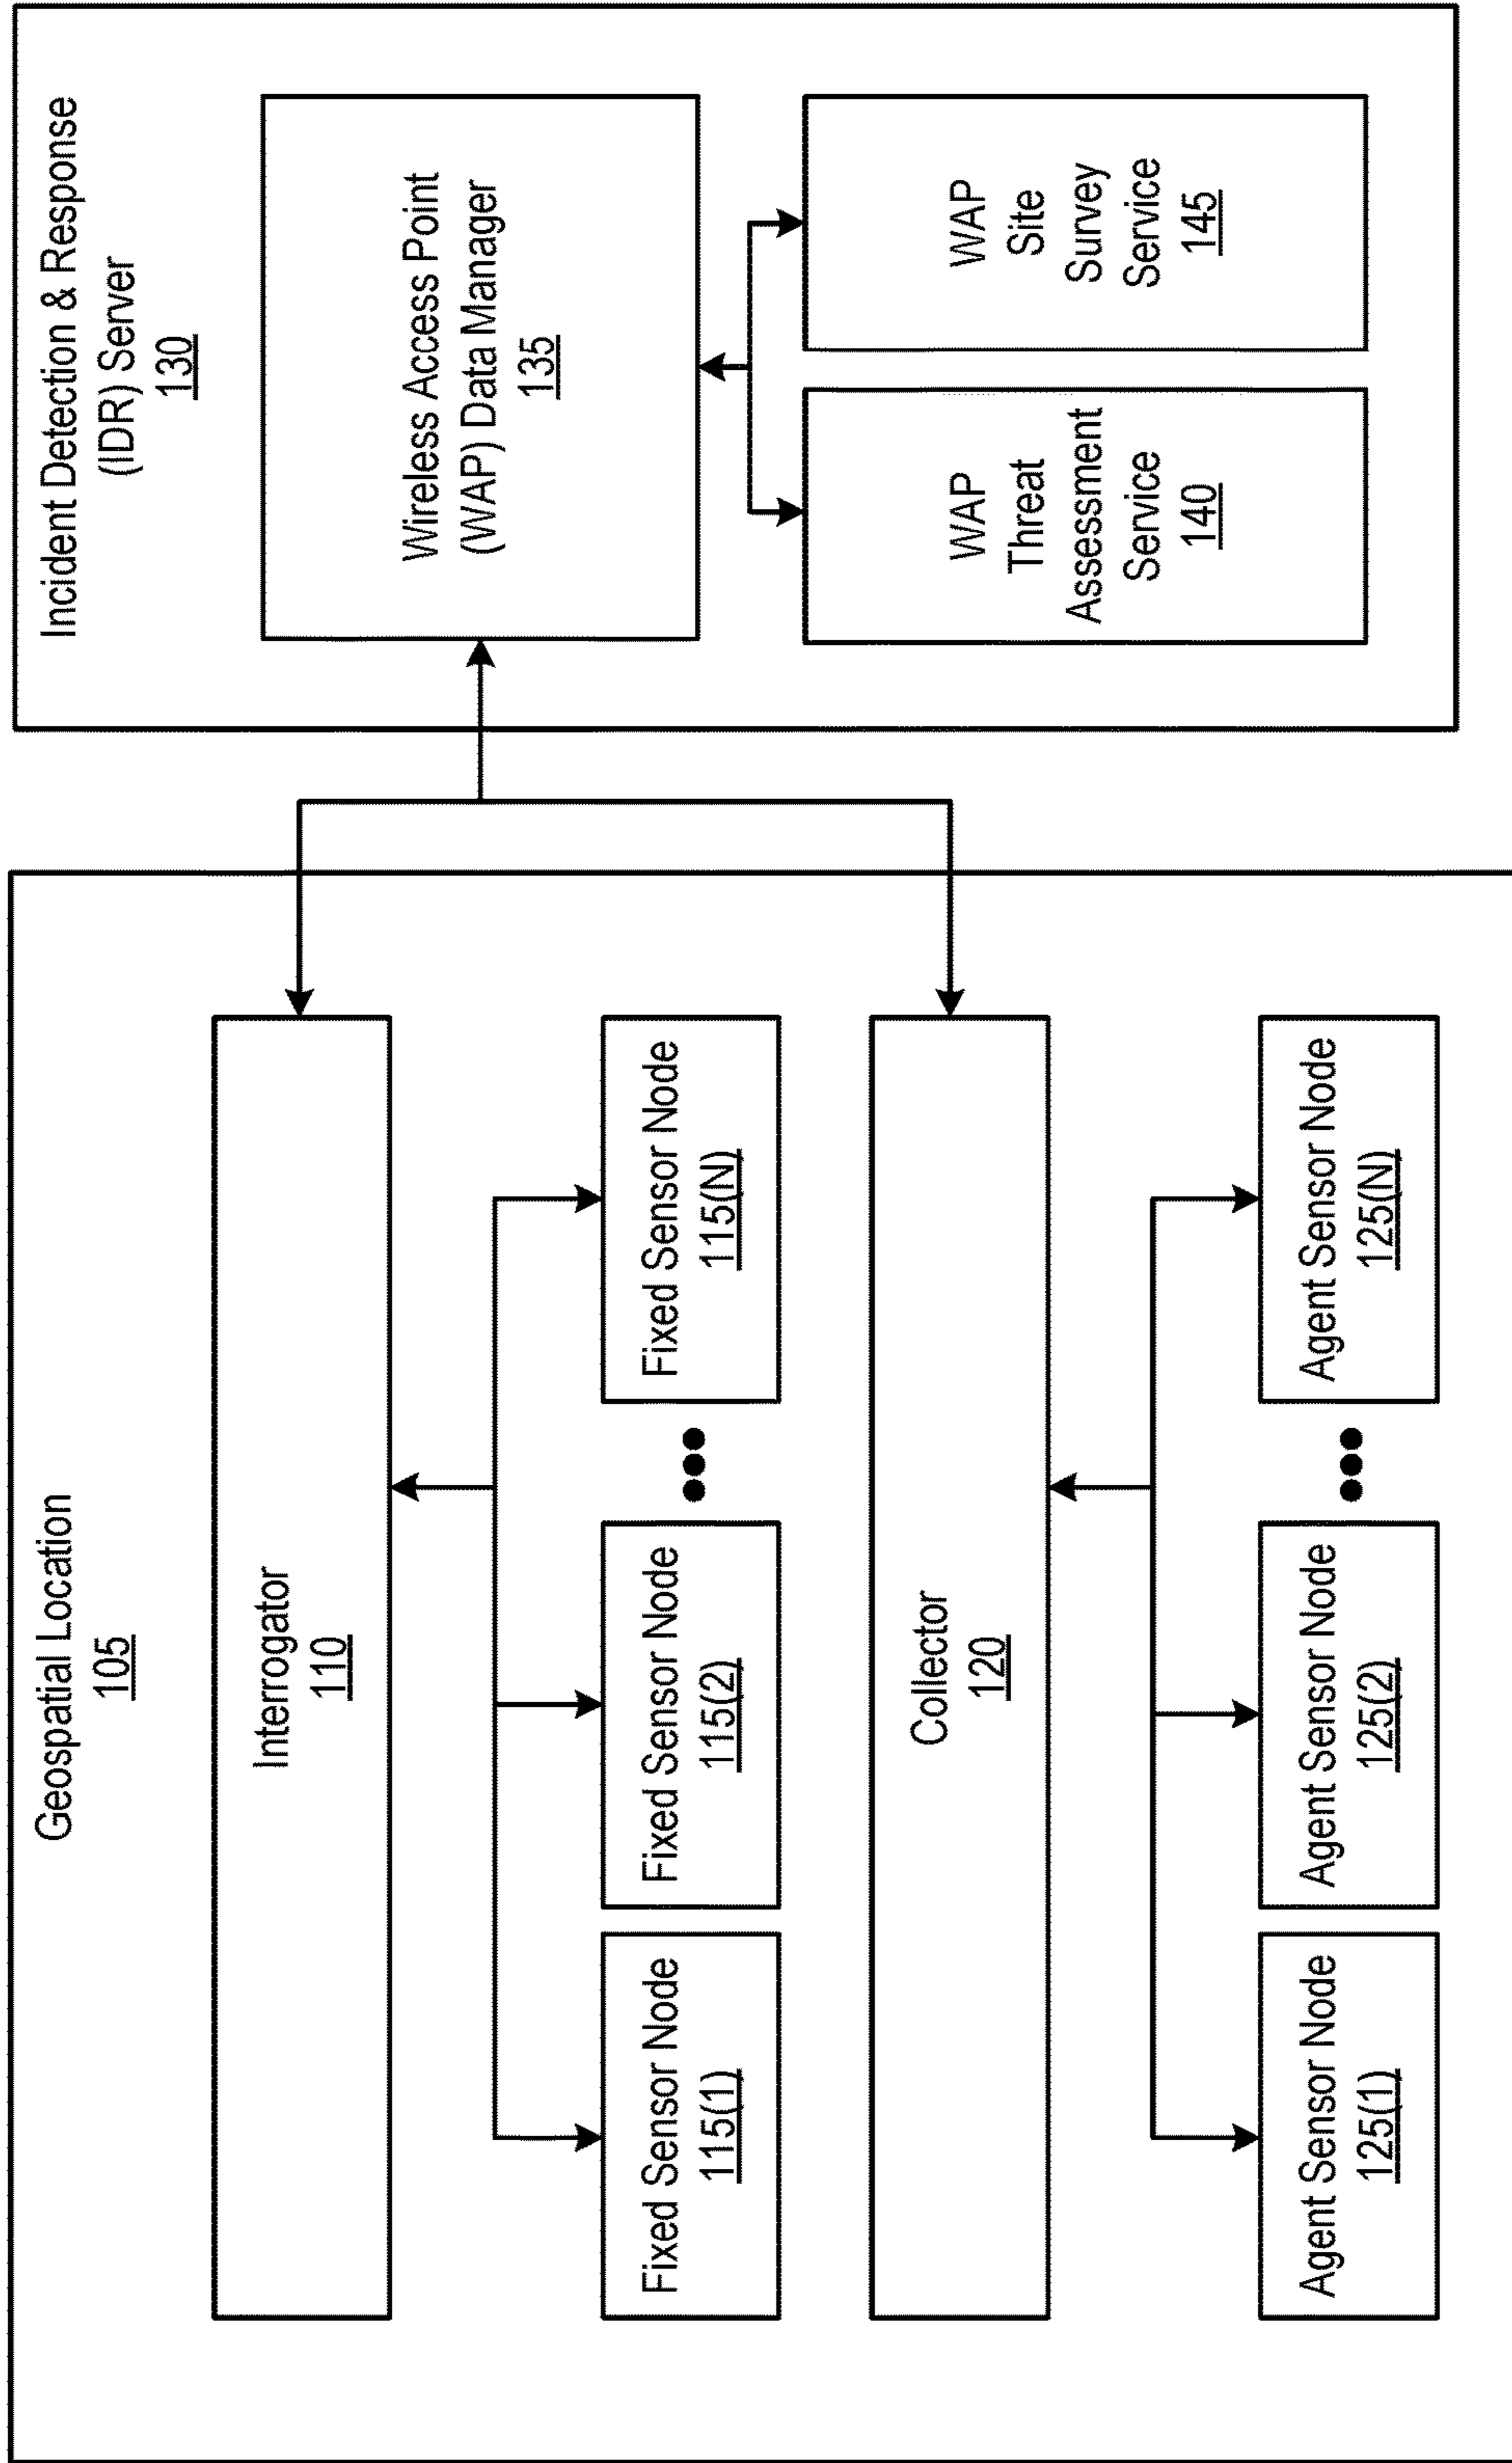 Geospatial Location
105
Interrogator
110
Fixed Sensor Node
115(1)
Fixed Sensor Node
115(2)
Fixed Sensor Node
115(N)
Collector
120
Agent Sensor Node
125(1)
Agent Sensor Node
125(2)
Agent Sensor Node
125(N)
Incident Detection & Response
(IDR) Server
130
Wireless Access Point
(WAP) Data Manager
135
WAP
Threat
Assessment
Service
140
WAP
Site
Survey
Service
145